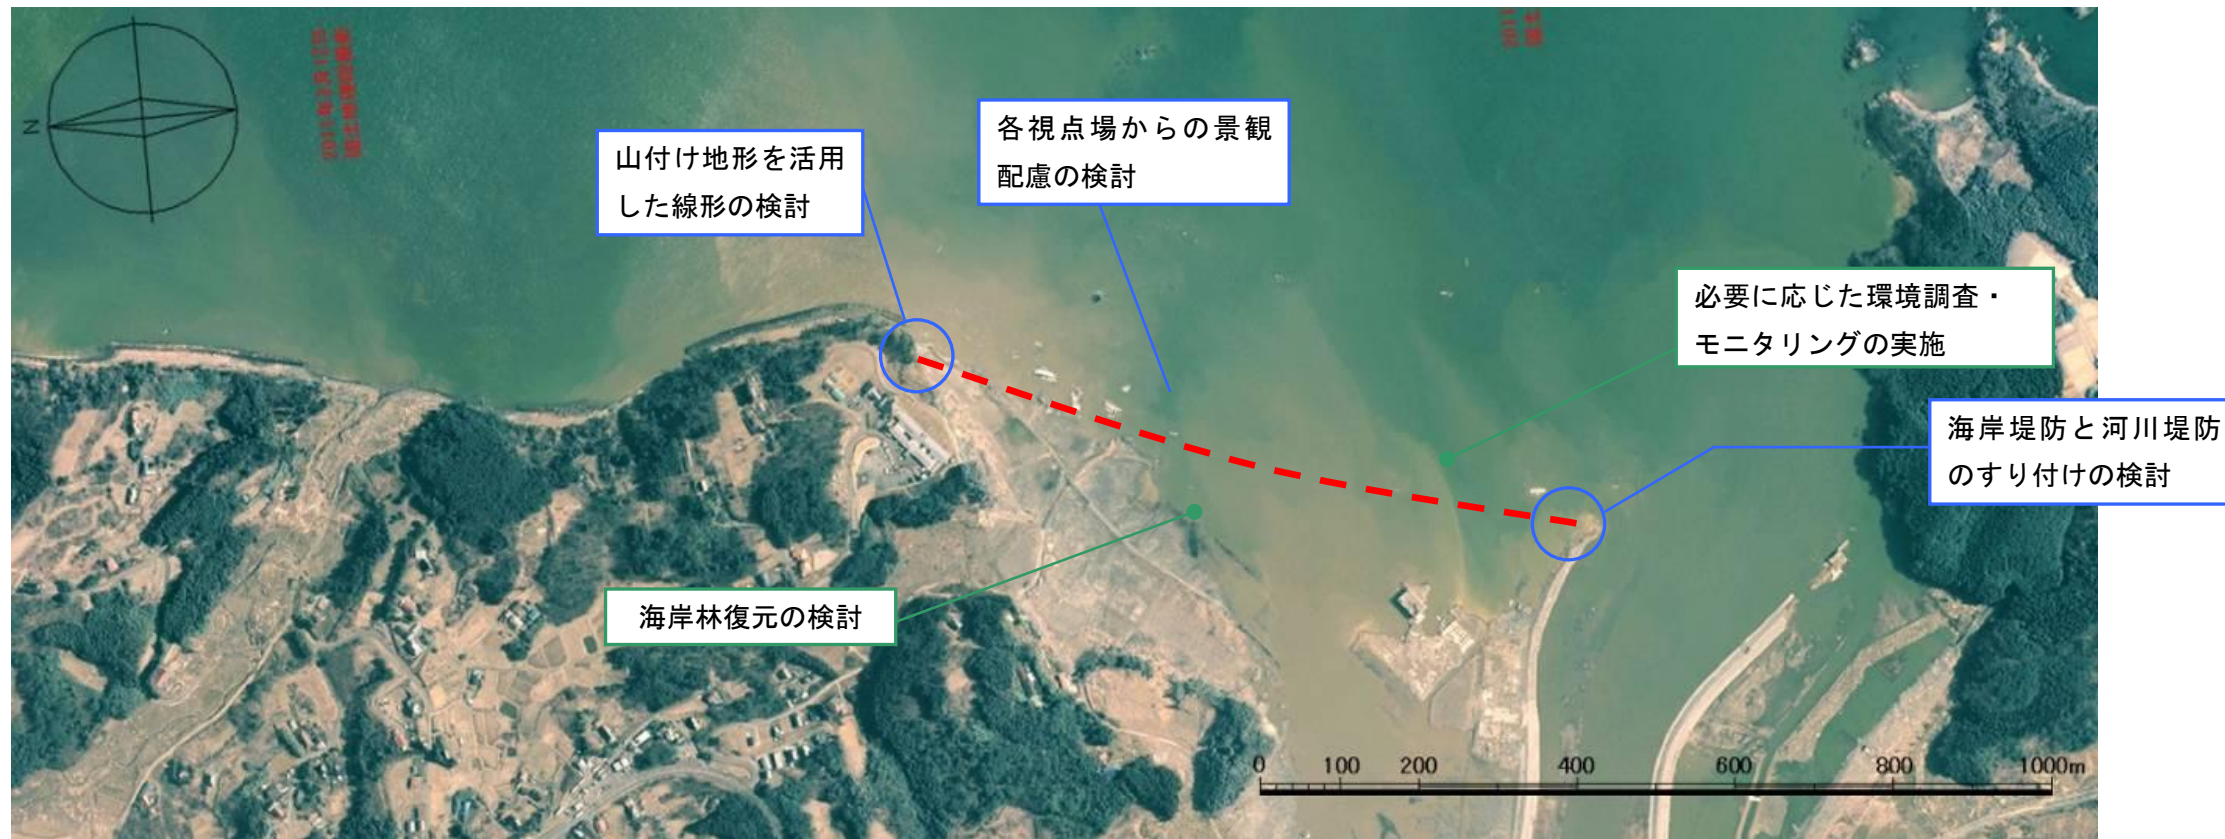 N
山付け地形を活用
した線形の検討
各視点場からの景観
配慮の検討
必要に応じた環境調査・
モニタリングの実施
海岸堤防と河川堤防
のすり付けの検討
海岸林復元の検討
0 100 200 400 600 800 1000m